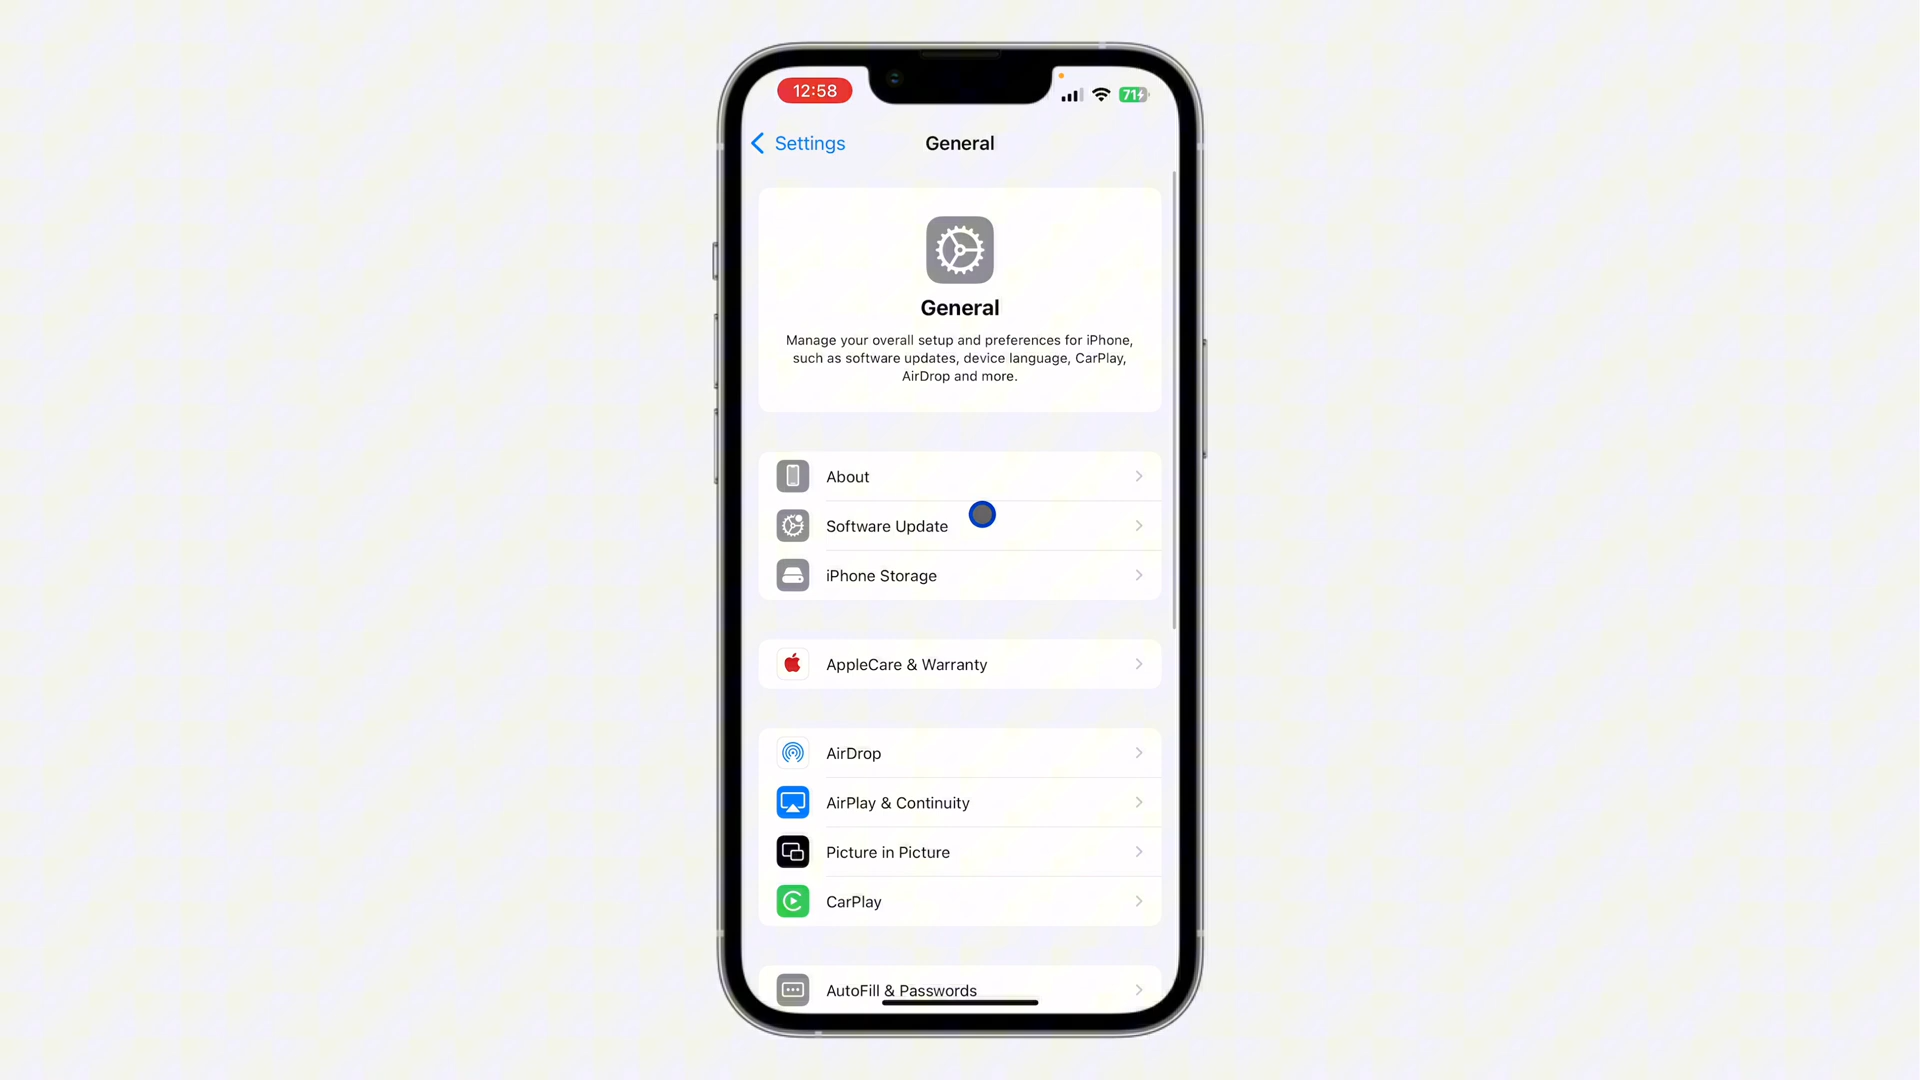 12:58
71
Settings
General
General
Manage your overall setup and preferences for iPhone,
such as software updates, device language, CarPlay,
AirDrop and more.
About
Software Update
iPhone Storage
AppleCare & Warranty
AirDrop
AirPlay & Continuity
Picture in Picture
CarPlay
AutoFill & Passwords